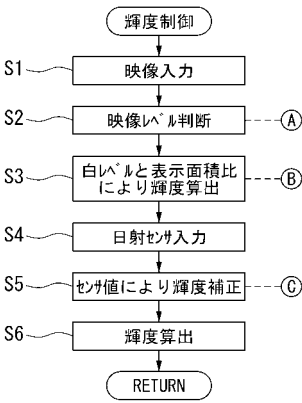 輝度制御
S1 映像入力
S2 映像ﾚﾍﾞﾙ判断 A
S3 白ﾚﾍﾞﾙと表示面積比
により輝度算出 B
S4 日射ｾﾝｻ入力
S5 ｾﾝｻ値により輝度補正 C
S6 輝度算出
RETURN